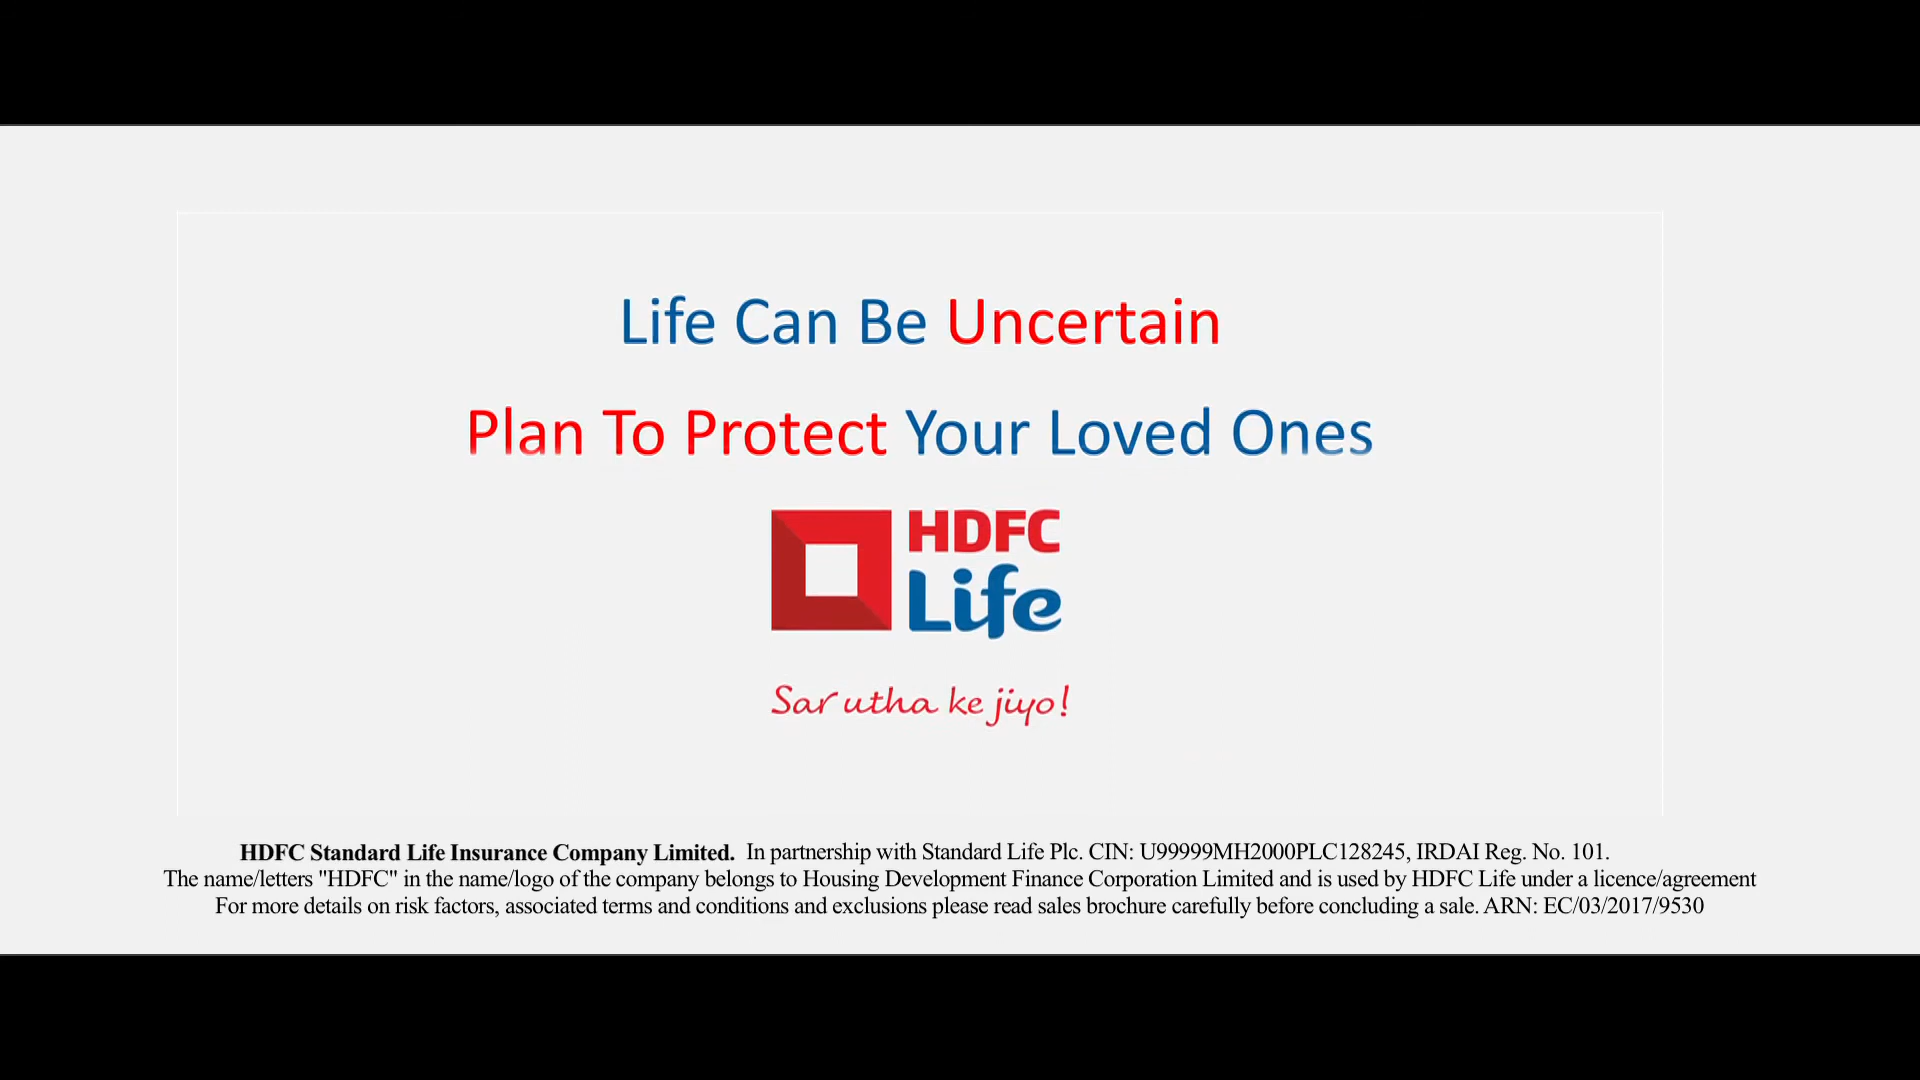 Life Can Be Uncertain
Plan To Protect Your Loved Ones
HDFC
Life
Sar utha ke jiyo!
HDFC Standard Life Insurance Company Limited. In partnership with Standard Life Plc. CIN: U99999MH2000PLC128245, IRDAI Reg. No. 101.
The name/letters "HDFC" in the name/logo of the company belongs to Housing Development Finance Corporation Limited and is used by HDFC Life under a licence/agreement
For more details on risk factors, associated terms and conditions and exclusions please read sales brochure carefully before concluding a sale. ARN: EC/03/2017/9530